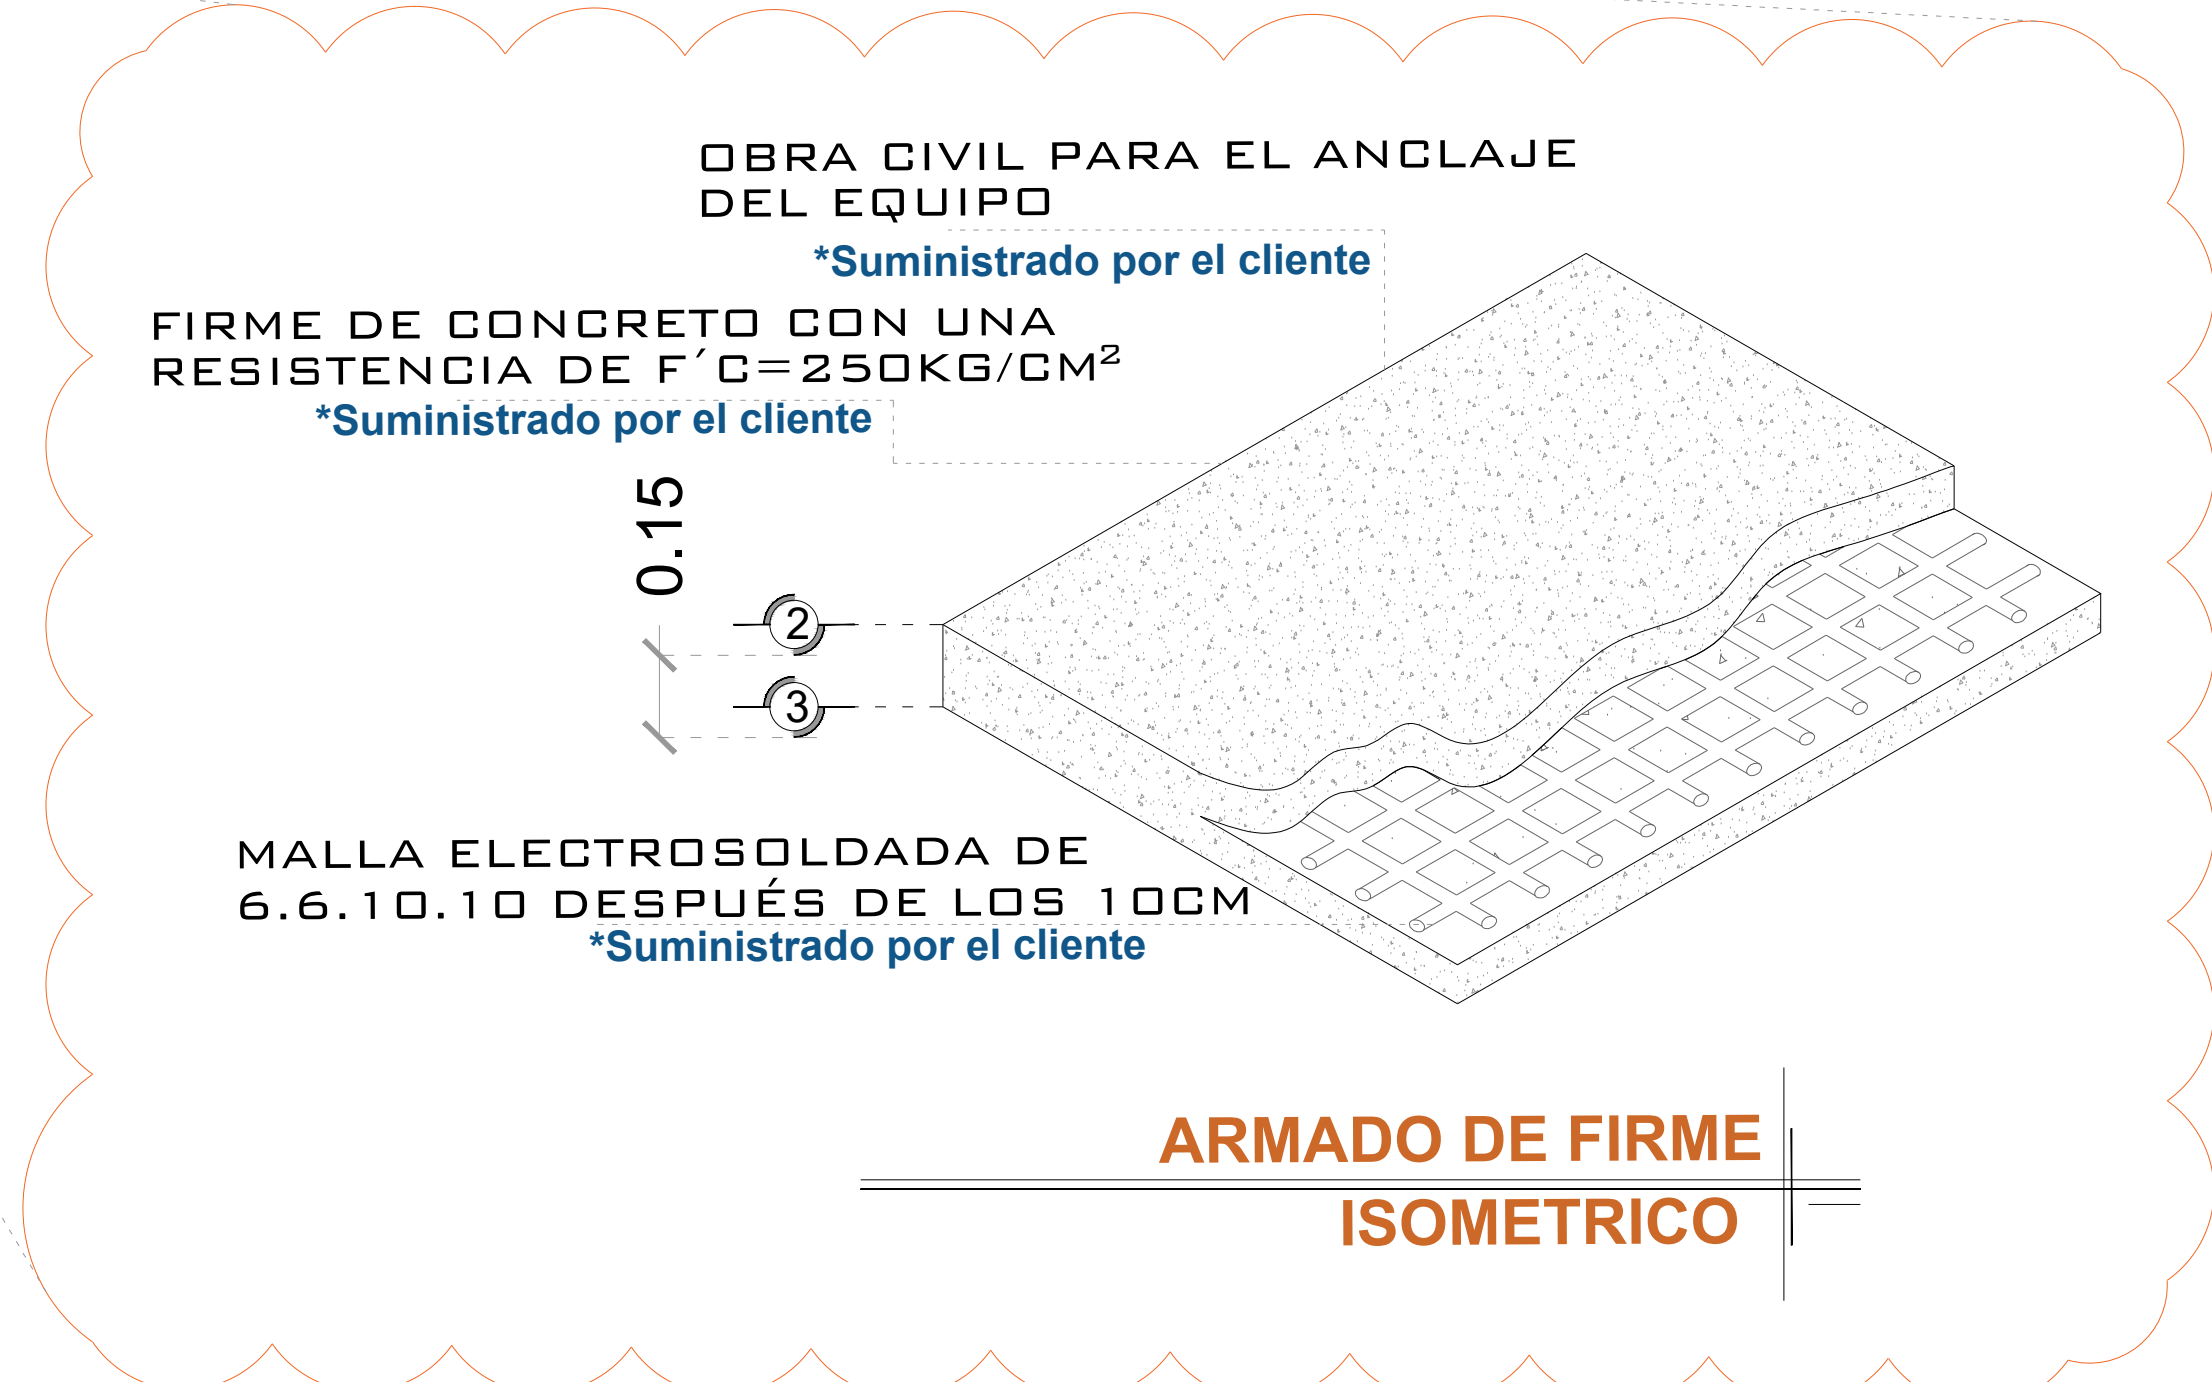 OBRA CIVIL PARA EL ANCLAJE
DEL EQUIPO
*Suministrado por el cliente
FIRME DE CONCRETO CON UNA
RESISTENCIA DE F´C=250KG/CM²
*Suministrado por el cliente
0.15
2
3
MALLA ELECTROSOLDADA DE
6.6.10.10 DESPUÉS DE LOS 10CM
*Suministrado por el cliente
ARMADO DE FIRME
ISOMETRICO